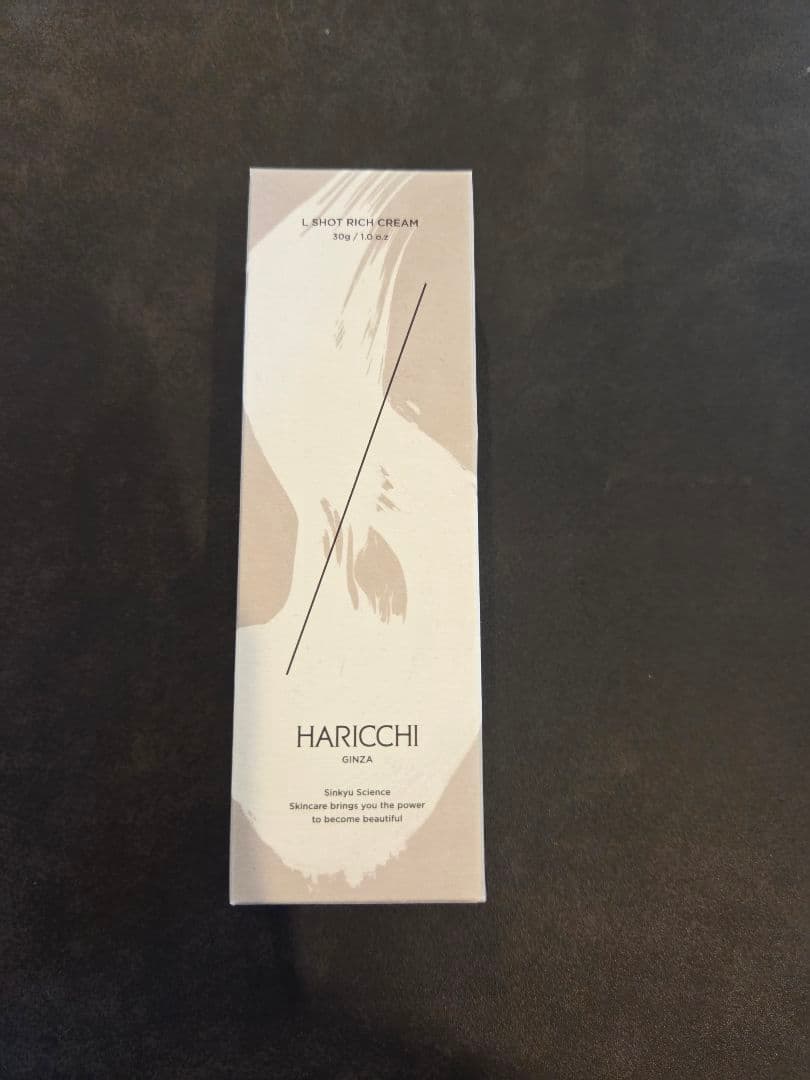 L SHOT RICH CREAM
30g / 1.0 o.z
HARICCHI
GINZA
Sinkyu Science
Skincare brings you the power
to become beautiful